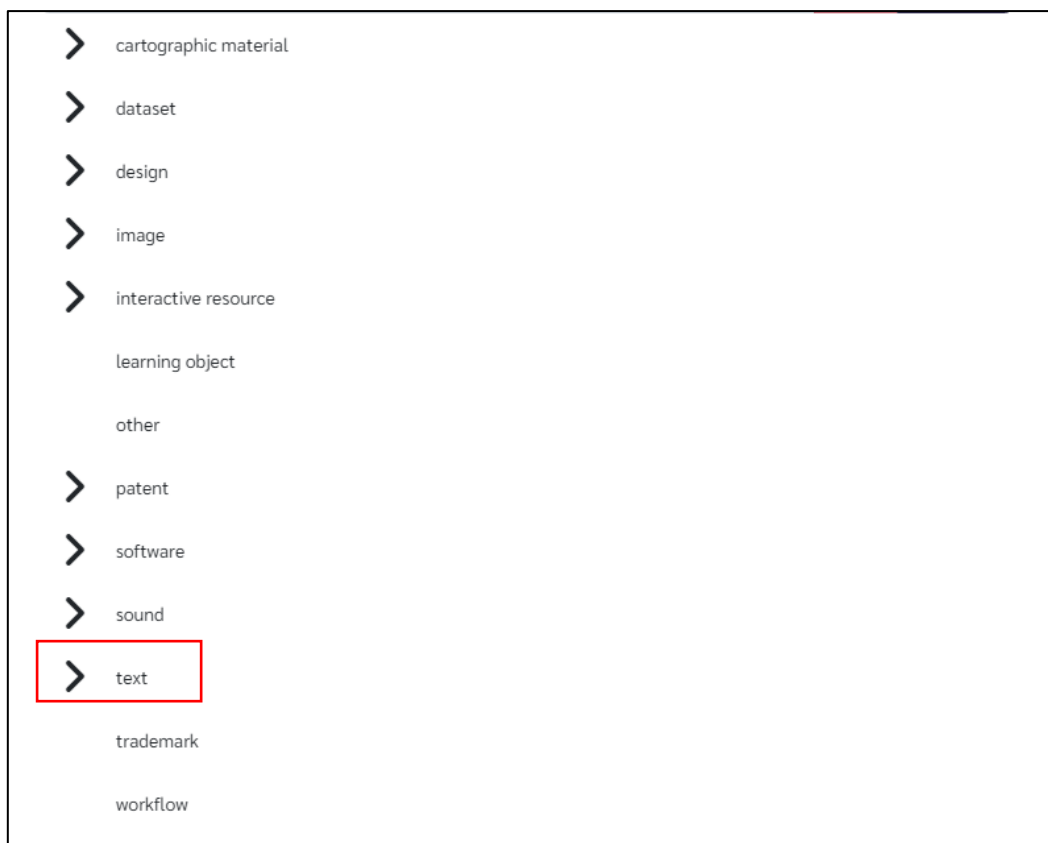 cartographic material
dataset
design
image
interactive resource
learning object
other
patent
software
sound
text
trademark
workflow